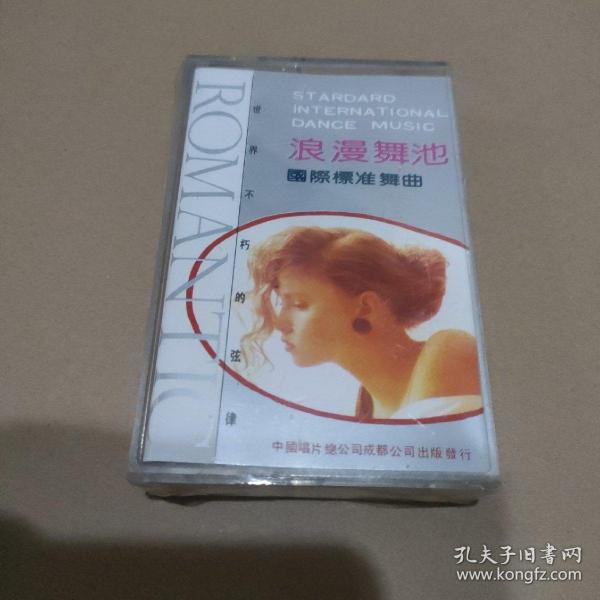 ROMANTIC
世界不朽的弦律
STARDARD
INTERNATIONAL
DANCE MUSIC
浪漫舞池
國際標准舞曲
中國唱片總公司成都公司出版發行
孔夫子旧书网
www.kongfz.com